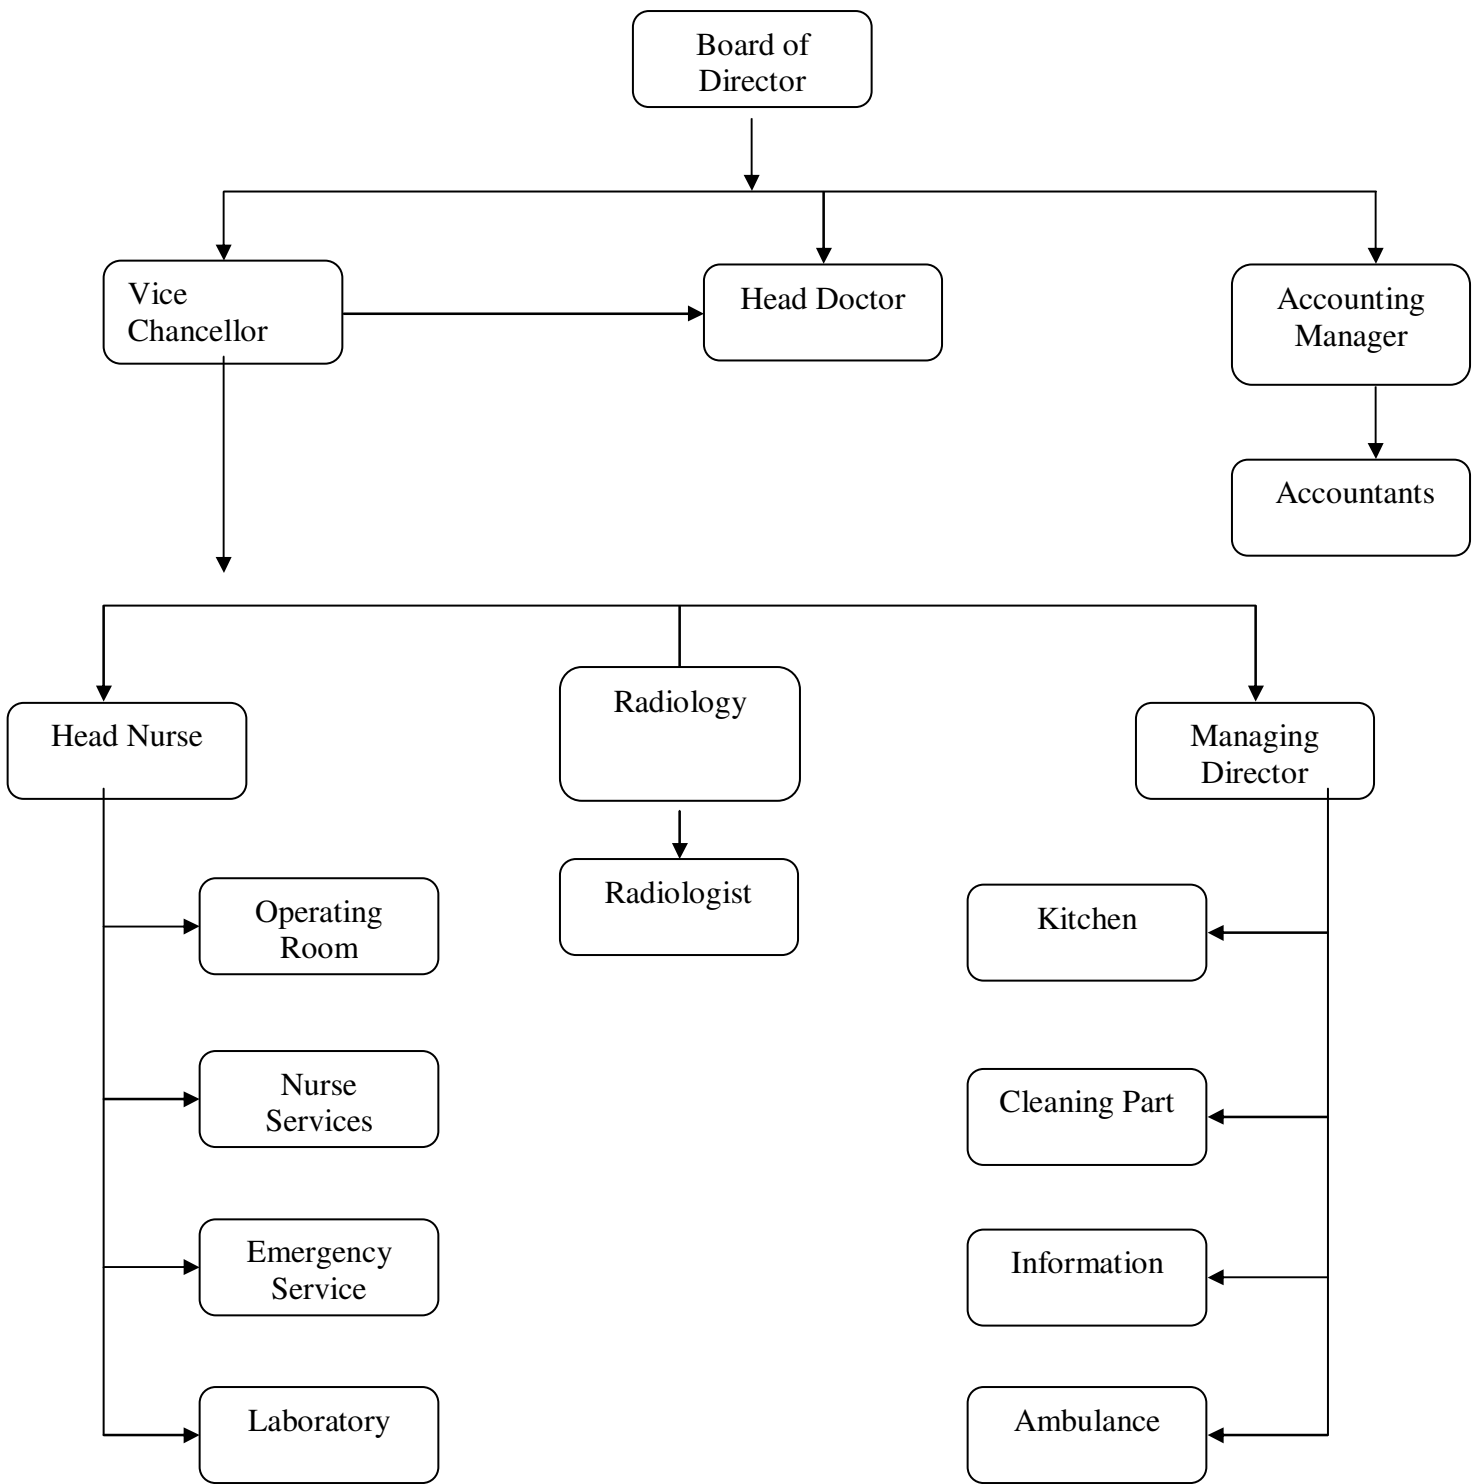 Board of
Director
Vice
Chancellor
Head Doctor
Accounting
Manager
Accountants
Head Nurse
Radiology
Managing
Director
Radiologist
Operating
Room
Kitchen
Nurse
Services
Cleaning Part
Emergency
Service
Information
Laboratory
Ambulance